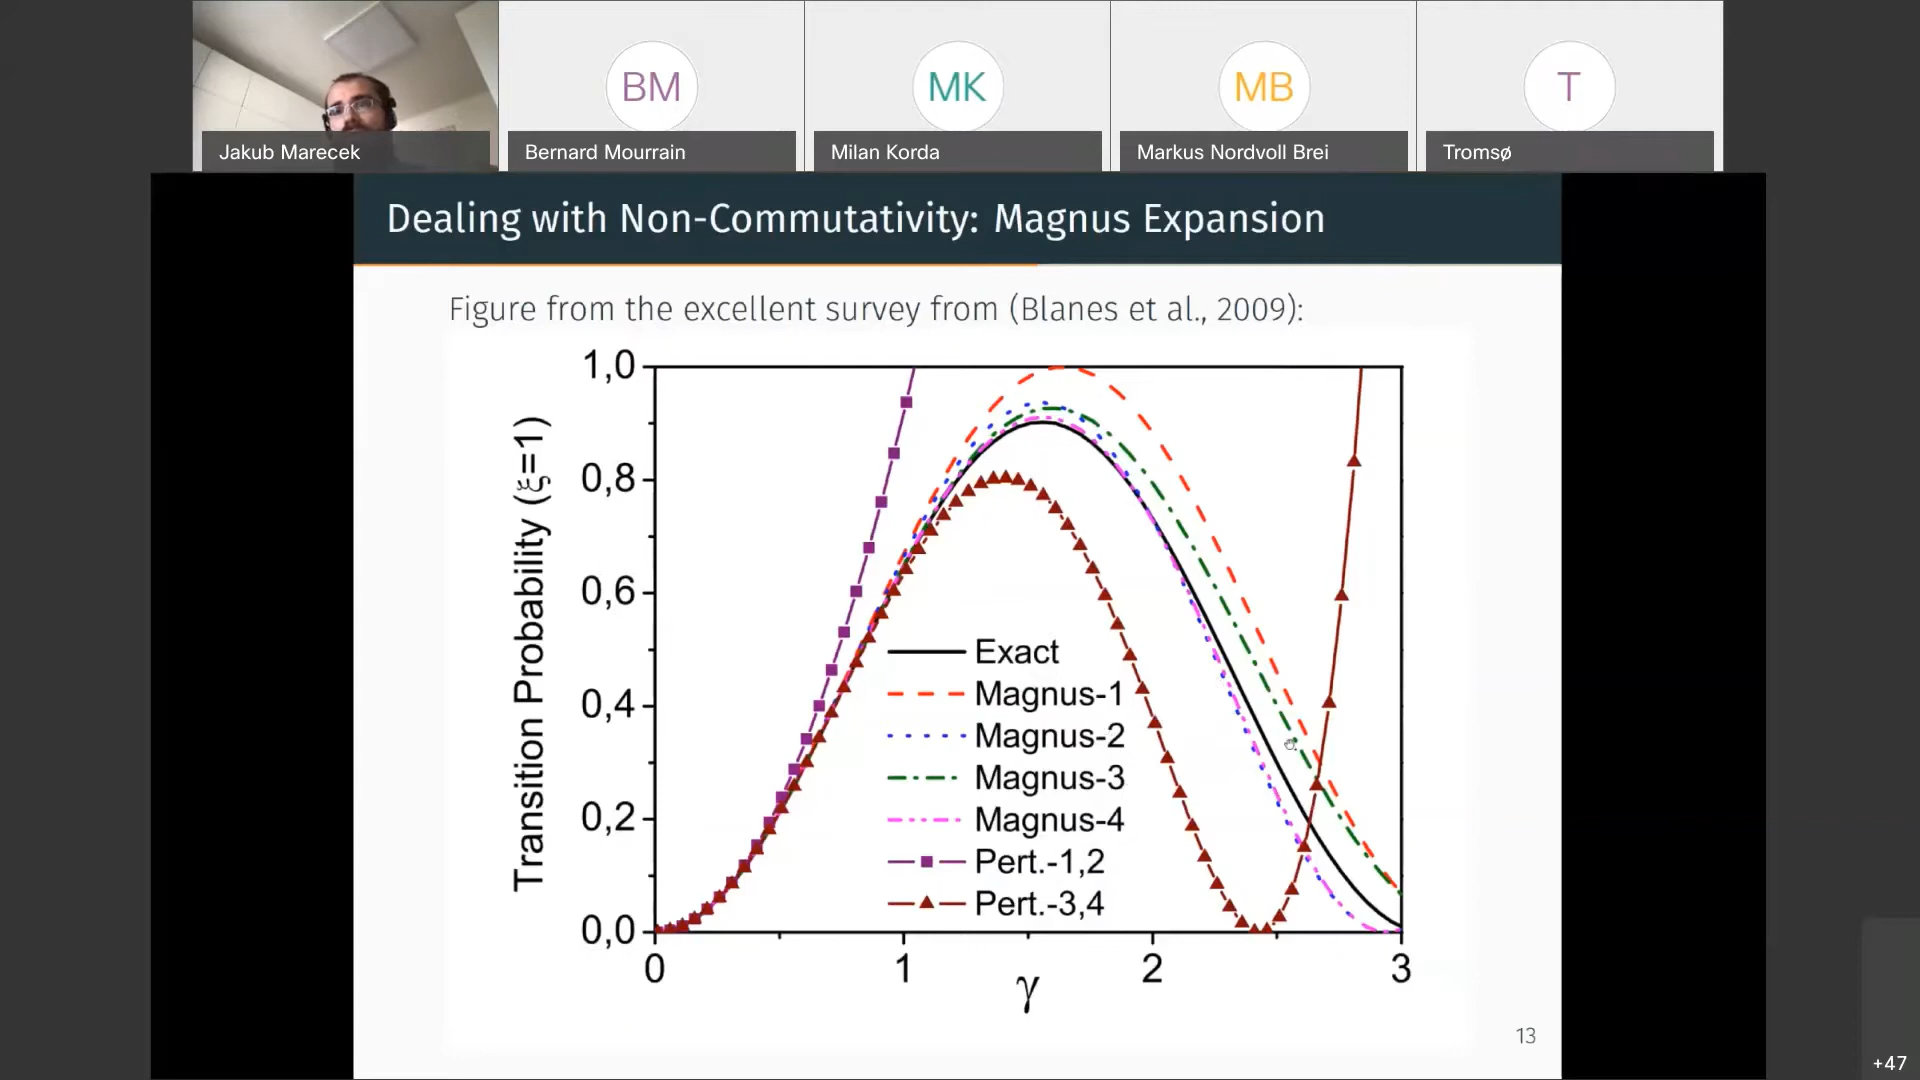 BM
MK
MB
T
Jakub Marecek
Bernard Mourrain
Milan Korda
Markus Nordvoll Brei
Tromsø
Dealing with Non-Commutativity: Magnus Expansion
Figure from the excellent survey from (Blanes et al., 2009):
Transition Probability (ξ=1)
1,0
0,8
0,6
0,4
0,2
0,0
Exact
Magnus-1
Magnus-2
Magnus-3
Magnus-4
Pert.-1,2
Pert.-3,4
0
1
2
3
γ
13
+47